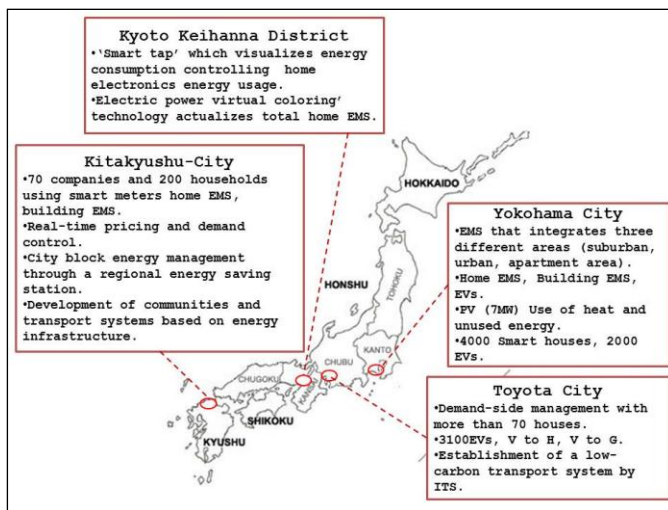 Kyoto Keihanna District
•‘Smart tap’ which visualizes energy
consumption controlling home
electronics energy usage.
•Electric power virtual coloring’
technology actualizes total home EMS.
Kitakyushu-City
•70 companies and 200 households
using smart meters home EMS,
building EMS.
•Real-time pricing and demand
control.
•City block energy management
through a regional energy saving
station.
•Development of communities and
transport systems based on energy
infrastructure.
HOKKAIDO
Yokohama City
•EMS that integrates three
different areas (suburban,
urban, apartment area).
•Home EMS, Building EMS,
EVs.
•PV (7MW) Use of heat and
unused energy.
•4000 Smart houses, 2000
EVs.
HONSHU
TOHOKU
KANTO
CHUBU
CHUGOKU
KANSAI
SHIKOKU
KYUSHU
Toyota City
•Demand-side management with
more than 70 houses.
•3100EVs, V to H, V to G.
•Establishment of a low-
carbon transport system by
ITS.